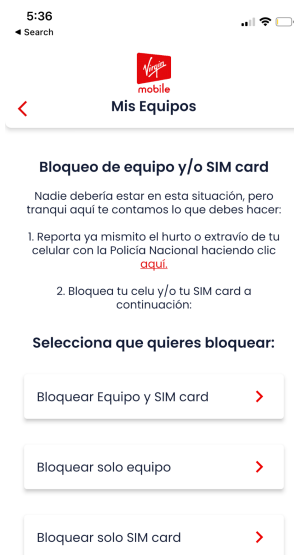 5:36
◄ Search
Virgin
mobile
Mis Equipos
Bloqueo de equipo y/o SIM card
Nadie debería estar en esta situación, pero
tranqui aquí te contamos lo que debes hacer:
1. Reporta ya mismito el hurto o extravío de tu
celular con la Policía Nacional haciendo clic
aquí.
2. Bloquea tu celu y/o tu SIM card a
continuación:
Selecciona que quieres bloquear:
Bloquear Equipo y SIM card
Bloquear solo equipo
Bloquear solo SIM card